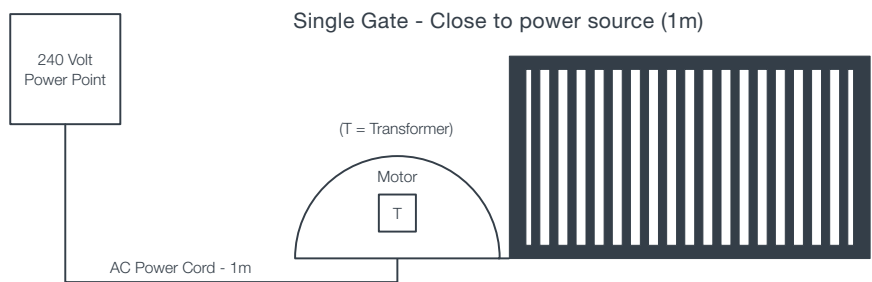 Single Gate - Close to power source (1m)
240 Volt
Power Point
(T = Transformer)
Motor
T
AC Power Cord - 1m